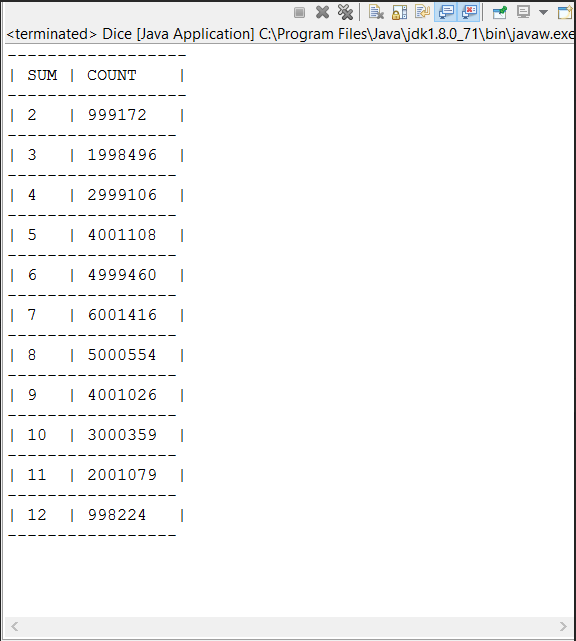 <terminated> Dice [Java Application] C:\Program Files\Java\jdk1.8.0_71\bin\javaw.exe
------------------
| SUM | COUNT    |
------------------
| 2   | 999172   |
-----------------
| 3   | 1998496  |
-----------------
| 4   | 2999106  |
-----------------
| 5   | 4001108  |
-----------------
| 6   | 4999460  |
-----------------
| 7   | 6001416  |
-----------------
| 8   | 5000554  |
-----------------
| 9   | 4001026  |
-----------------
| 10  | 3000359  |
-----------------
| 11  | 2001079  |
-----------------
| 12  | 998224   |
-----------------